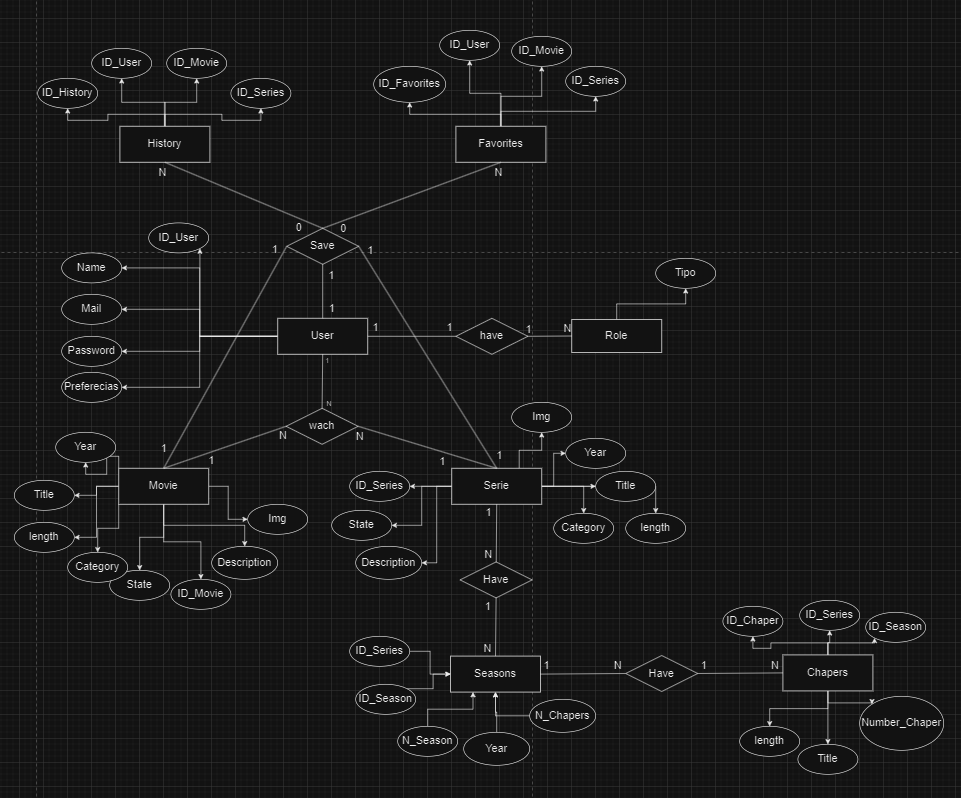 ID_User
ID_Movie
ID_History
ID_Series
History
N
ID_User
ID_Movie
ID_Favorites
ID_Series
Favorites
N
0
0
1
Save
1
1
ID_User
Name
Mail
Password
Preferecias
1
User
1
1
have
1
N
Role
Tipo
1
N
N
wach
N
1
1
Movie
Year
Title
length
Category
State
ID_Movie
Description
Img
1
1
Serie
Img
Year
Title
Category
length
ID_Series
State
Description
1
N
Have
1
N
Seasons
ID_Series
ID_Season
N_Season
Year
N_Chapers
1
N
Have
1
N
Chapers
ID_Chaper
ID_Series
ID_Season
length
Title
Number_Chaper